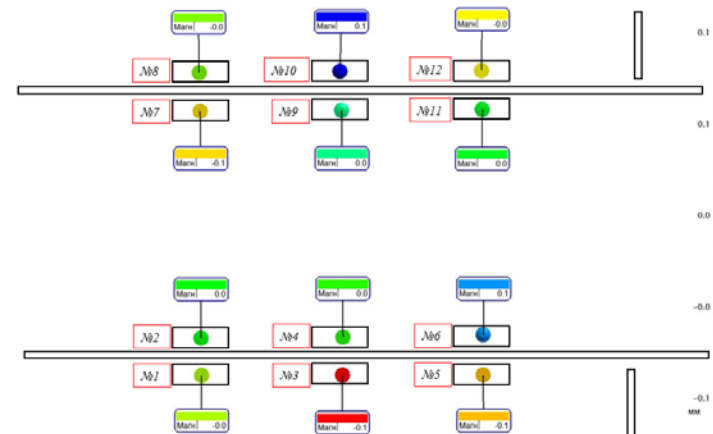 Магн -0.0
Магн 0.1
Магн -0.0
0.1
№8
№10
№12
№7
№9
№11
0.1
Магн -0.1
Магн 0.0
Магн 0.0
0.0
Магн 0.0
Магн 0.0
Магн 0.1
-0.0
№2
№4
№6
№1
№3
№5
-0.1
мм
Магн -0.0
Магн -0.1
Магн -0.1